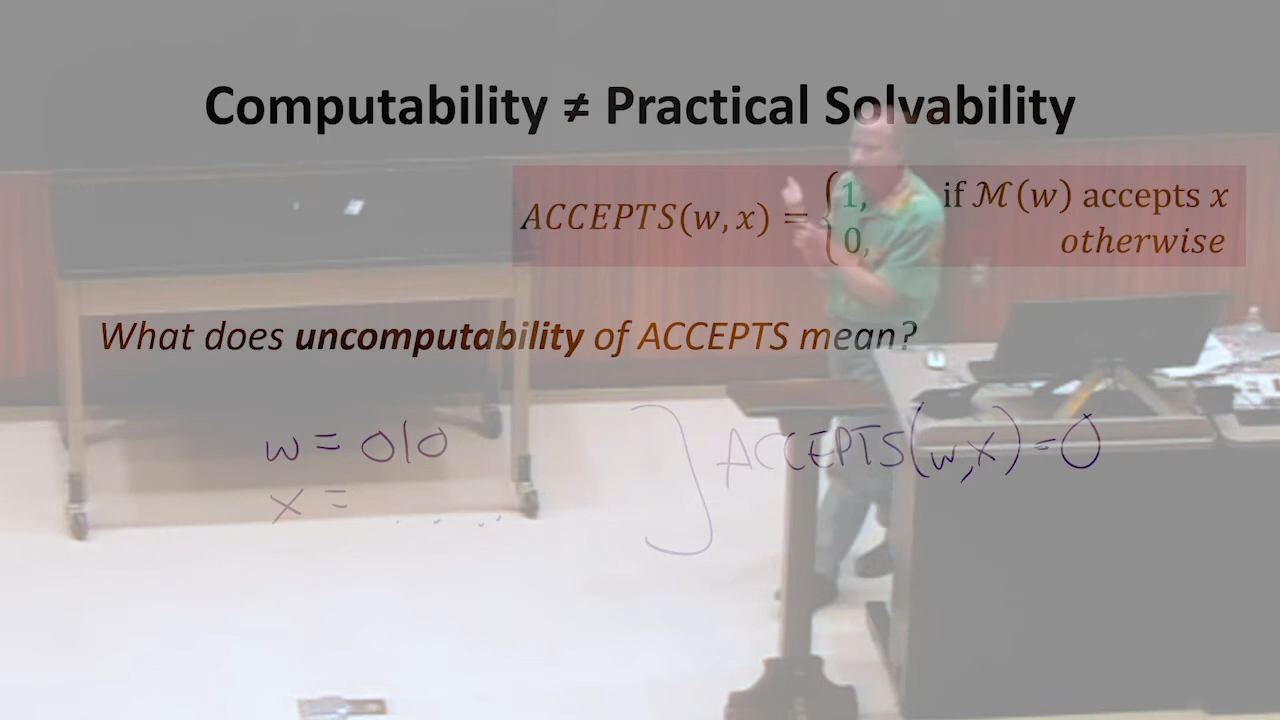 Computability ≠ Practical Solvability
ACCEPTS(w, x) = { 1, if ℳ(w) accepts x
0, otherwise
What does uncomputability of ACCEPTS mean?
w = 010
x = . . . . .
ACCEPTS(w,x) = 0